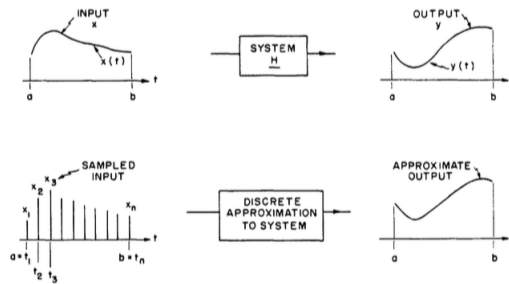 INPUT
x
x(t)
a
b
t
SYSTEM
H
OUTPUT
y
y(t)
a
b
SAMPLED
INPUT
x1
x2
x3
xn
t
a = t1
t2
t3
b = tn
DISCRETE
APPROXIMATION
TO SYSTEM
APPROXIMATE
OUTPUT
a
b